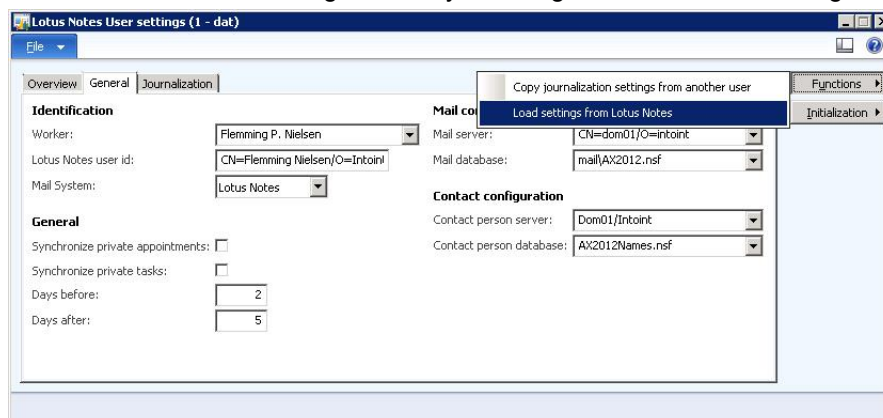 Lotus Notes User settings (1 - dat)
File
Overview General Journalization
Copy journalization settings from another user
Functions
Load settings from Lotus Notes
Initialization
Identification
Worker: Flemming P. Nielsen
Lotus Notes user id: CN=Flemming Nielsen/O=Intoint
Mail System: Lotus Notes
General
Synchronize private appointments:
Synchronize private tasks:
Days before: 2
Days after: 5
Mail
Mail server: CN=dom01/O=intoint
Mail database: mail\AX2012.nsf
Contact configuration
Contact person server: Dom01/Intoint
Contact person database: AX2012Names.nsf